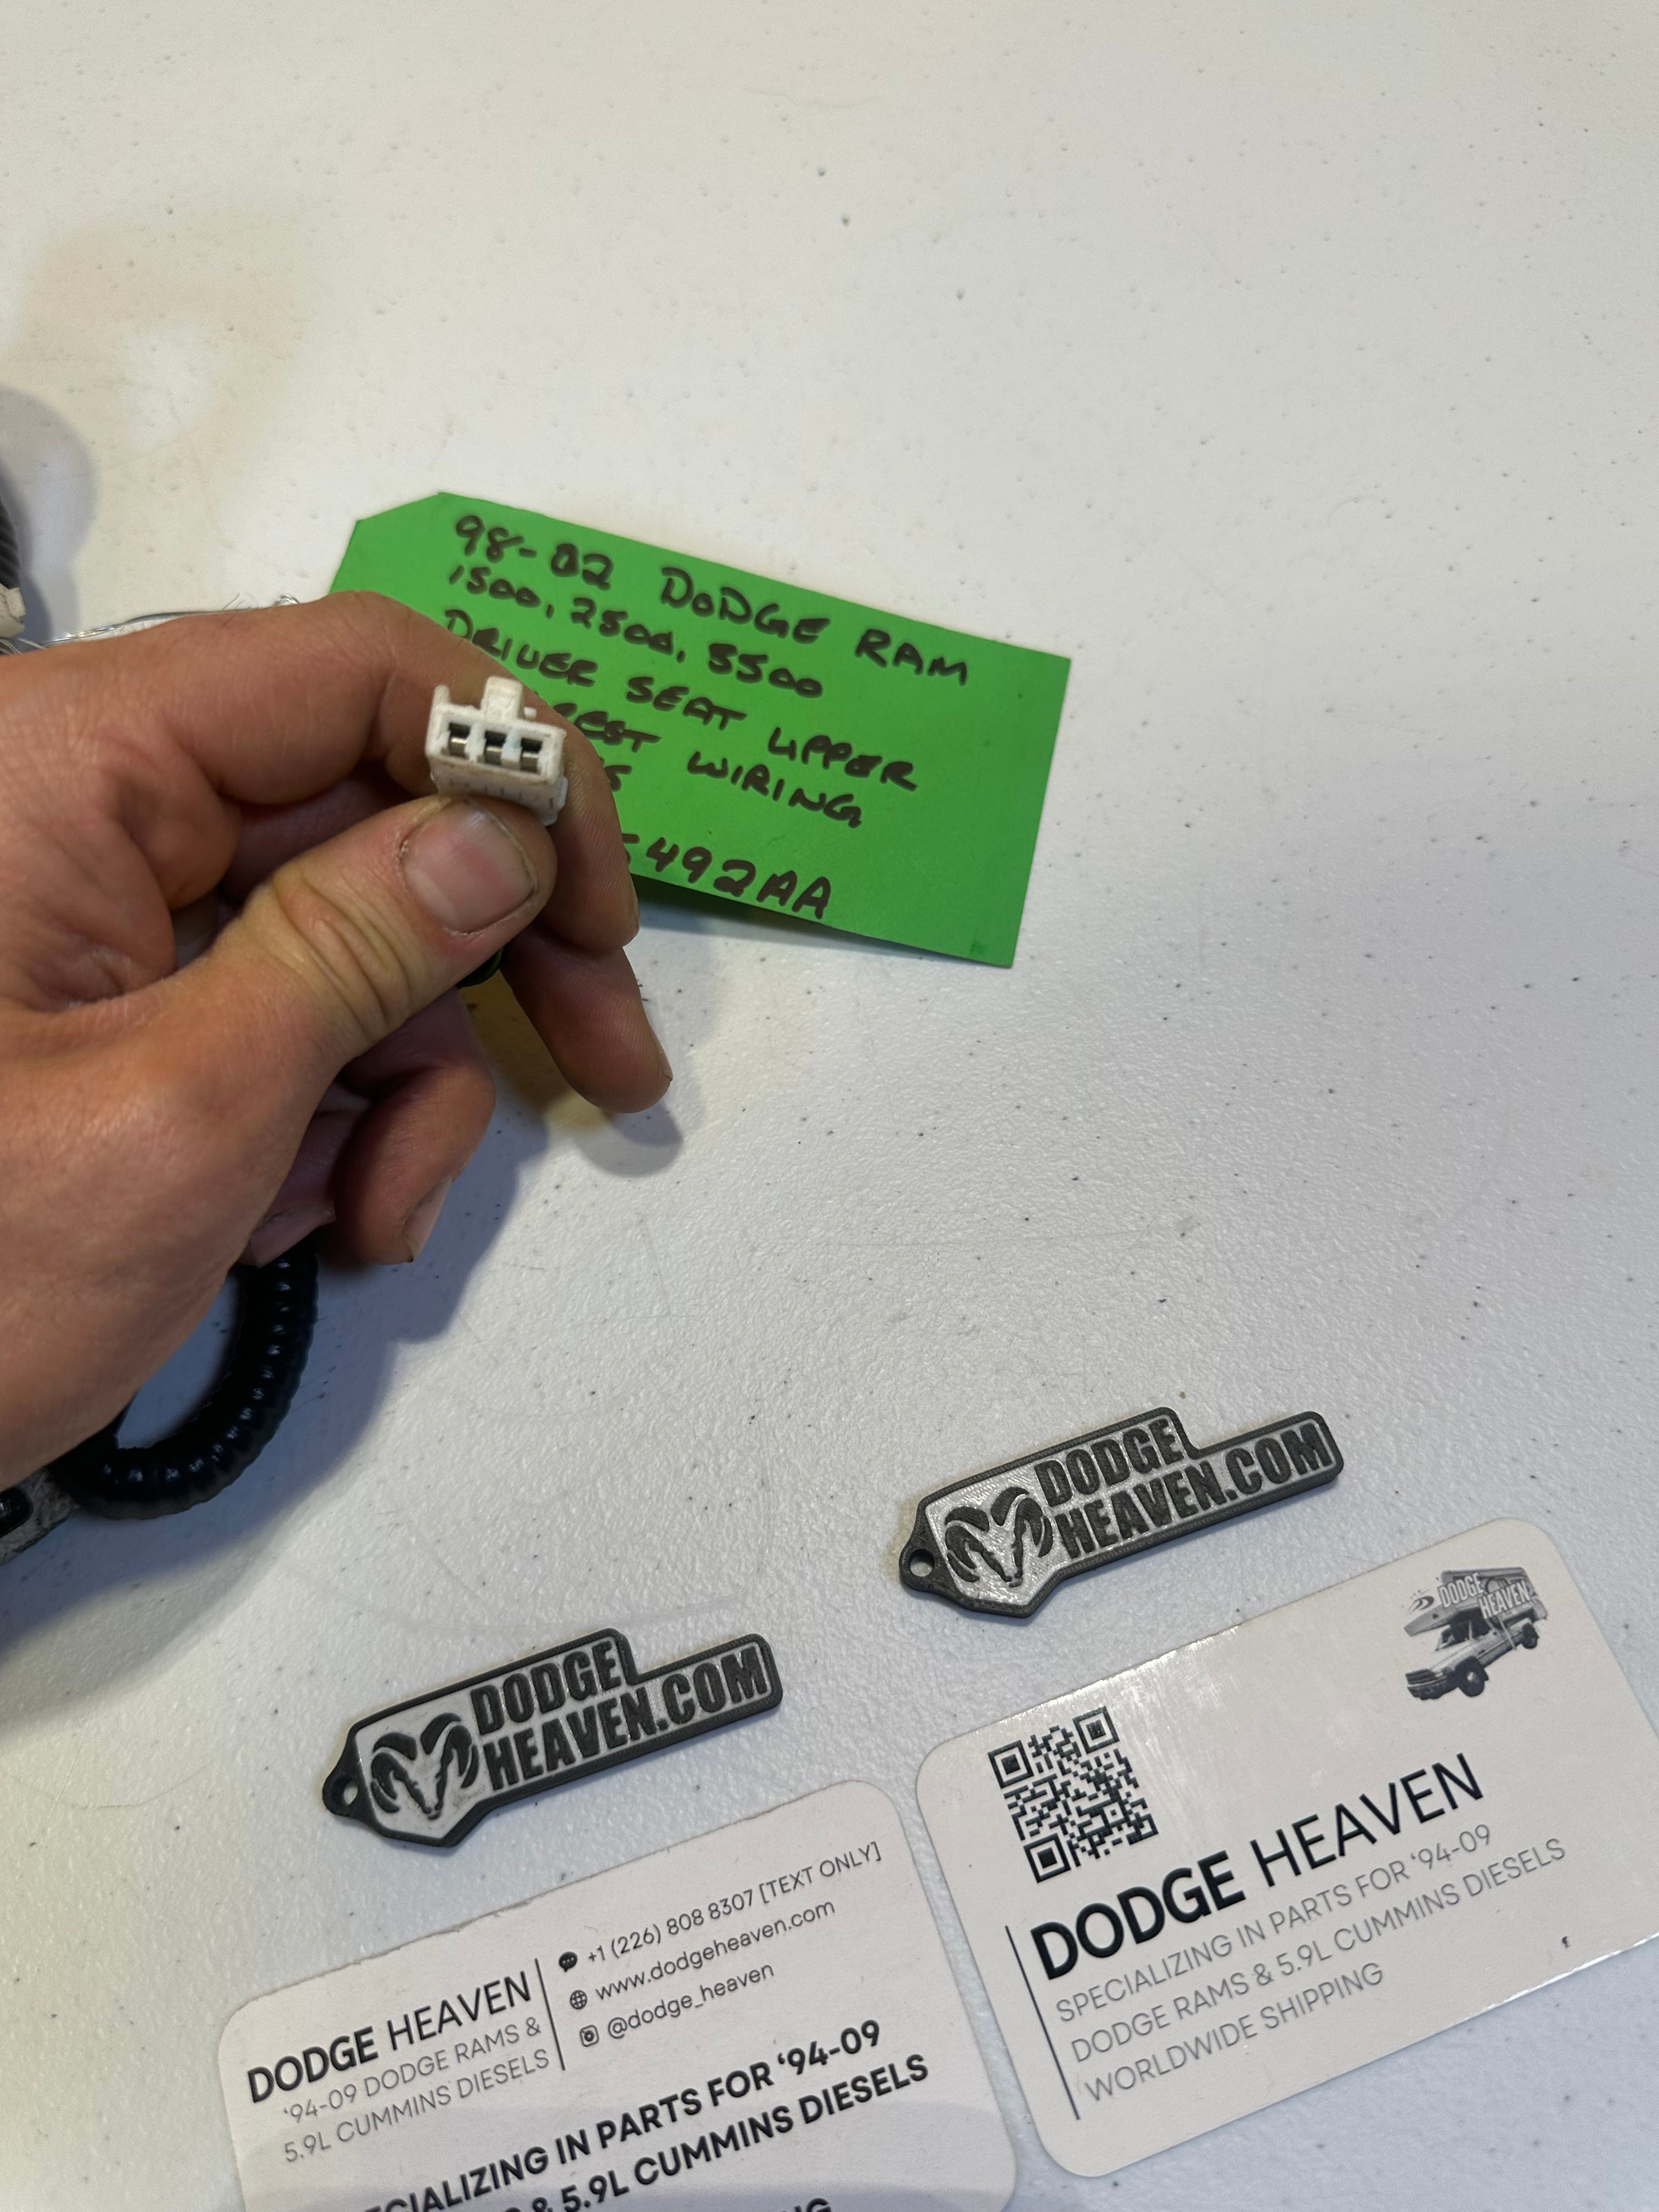 98-02 DODGE RAM
1500, 2500, 3500
DRIVER SEAT UPPER
WIRING
492AA
DODGE
HEAVEN.COM
DODGE
HEAVEN.COM
DODGE
HEAVEN
DODGE HEAVEN
SPECIALIZING IN PARTS FOR ‘94-09
DODGE RAMS & 5.9L CUMMINS DIESELS
WORLDWIDE SHIPPING
DODGE HEAVEN
‘94-09 DODGE RAMS &
5.9L CUMMINS DIESELS
+1 (226) 808 8307 [TEXT ONLY]
www.dodgeheaven.com
@dodge_heaven
IN PARTS FOR ‘94-09
& 5.9L CUMMINS DIESELS